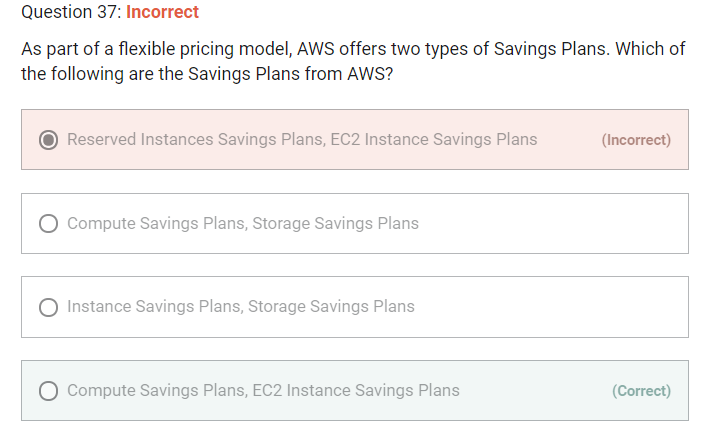 Question 37: Incorrect
As part of a flexible pricing model, AWS offers two types of Savings Plans. Which of
the following are the Savings Plans from AWS?
Reserved Instances Savings Plans, EC2 Instance Savings Plans (Incorrect)
Compute Savings Plans, Storage Savings Plans
Instance Savings Plans, Storage Savings Plans
Compute Savings Plans, EC2 Instance Savings Plans (Correct)